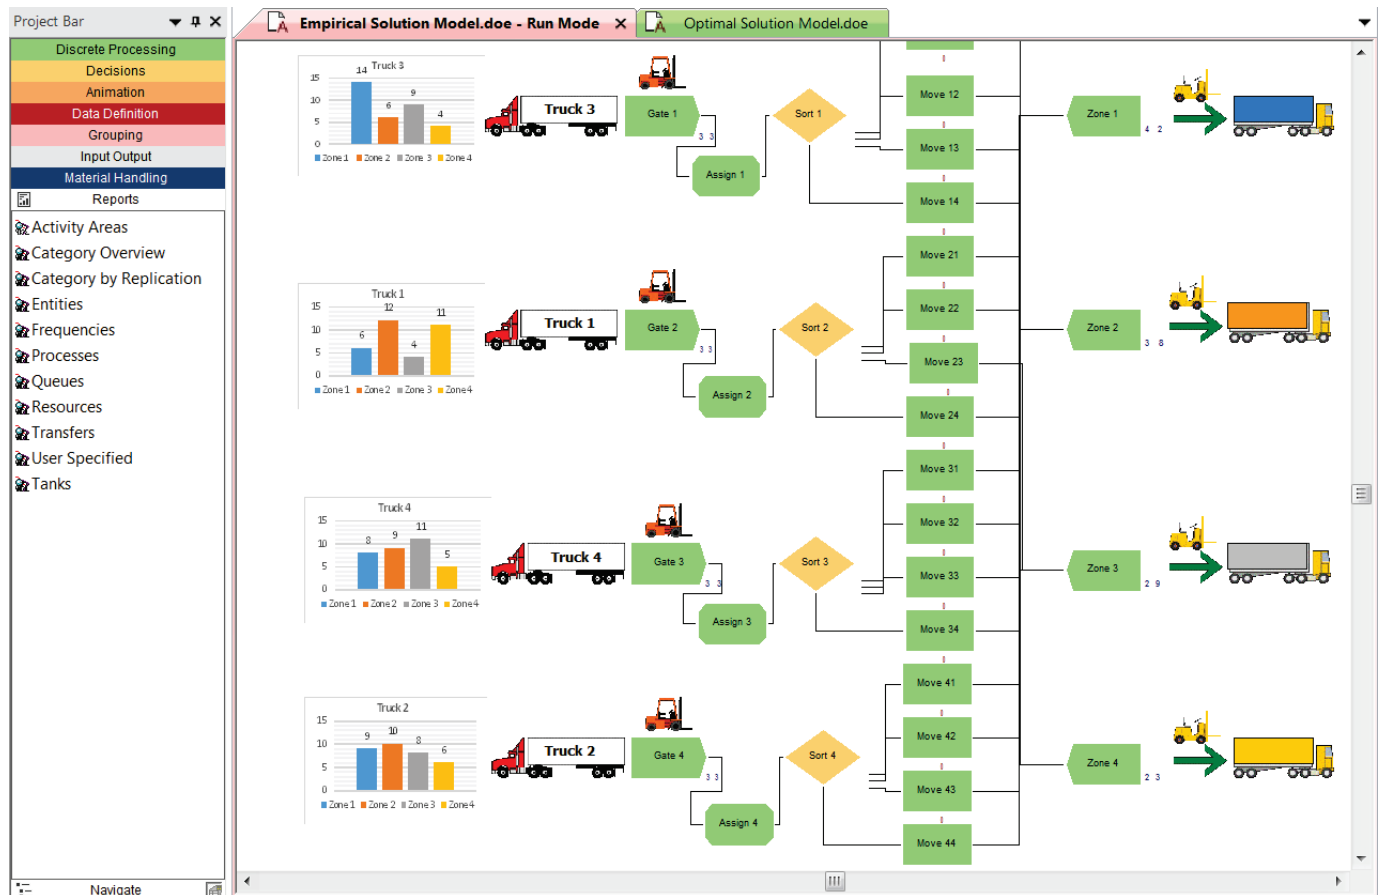 Project Bar
Discrete Processing
Decisions
Animation
Data Definition
Grouping
Input Output
Material Handling
Reports
Activity Areas
Category Overview
Category by Replication
Entities
Frequencies
Processes
Queues
Resources
Transfers
User Specified
Tanks
Navigate
Empirical Solution Model.doe - Run Mode
Optimal Solution Model.doe
Truck 3
15
10
5
0
14
6
9
4
Zone 1 Zone 2 Zone 3 Zone 4
Truck 3
Gate 1
3 3
Assign 1
Sort 1
Move 12
Move 13
Move 14
Zone 1
4 2
Truck 1
15
10
5
0
6
12
4
11
Zone 1 Zone 2 Zone 3 Zone 4
Truck 1
Gate 2
3 3
Assign 2
Sort 2
Move 21
Move 22
Move 23
Move 24
Zone 2
3 8
Truck 4
15
10
5
0
8
9
11
5
Zone 1 Zone 2 Zone 3 Zone 4
Truck 4
Gate 3
3 3
Assign 3
Sort 3
Move 31
Move 32
Move 33
Move 34
Zone 3
2 9
Truck 2
15
10
5
0
9
10
8
6
Zone 1 Zone 2 Zone 3 Zone 4
Truck 2
Gate 4
3 3
Assign 4
Sort 4
Move 41
Move 42
Move 43
Move 44
Zone 4
2 3